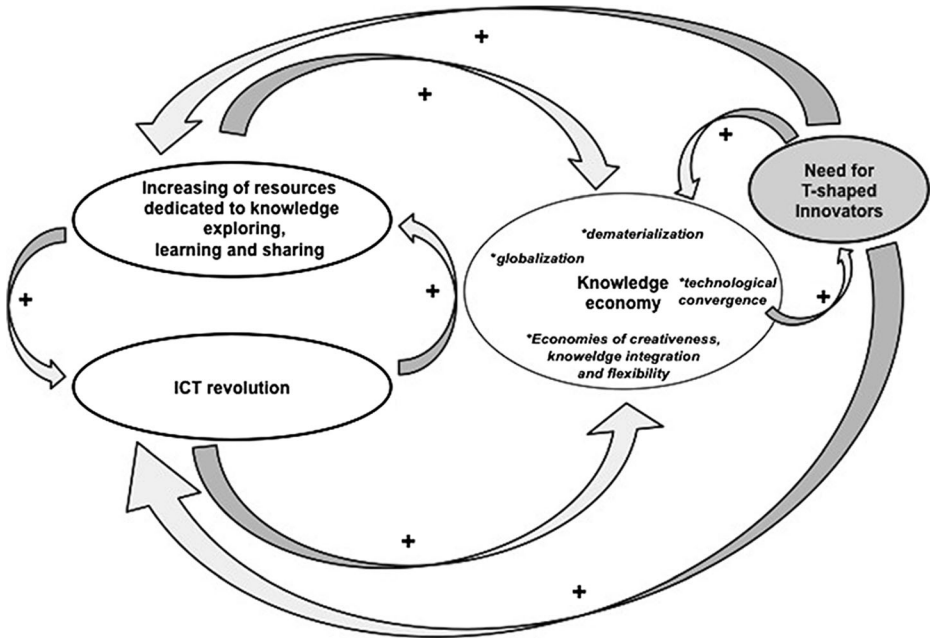 +
+
+
Need for
T-shaped
Innovators
Increasing of resources
dedicated to knowledge
exploring,
learning and sharing
*dematerialization
*globalization
Knowledge
economy
*technological
convergence
*Economies of creativeness,
knoweldge integration
and flexibility
+
+
+
ICT revolution
+
+